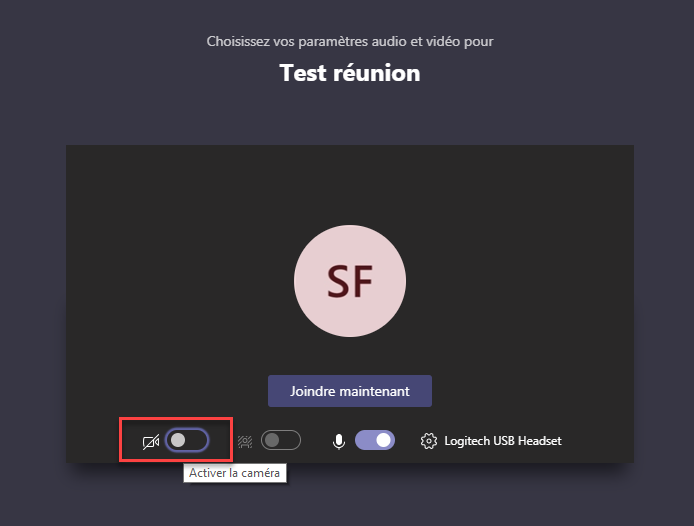 Choisissez vos paramètres audio et vidéo pour
Test réunion
SF
Joindre maintenant
Logitech USB Headset
Activer la caméra